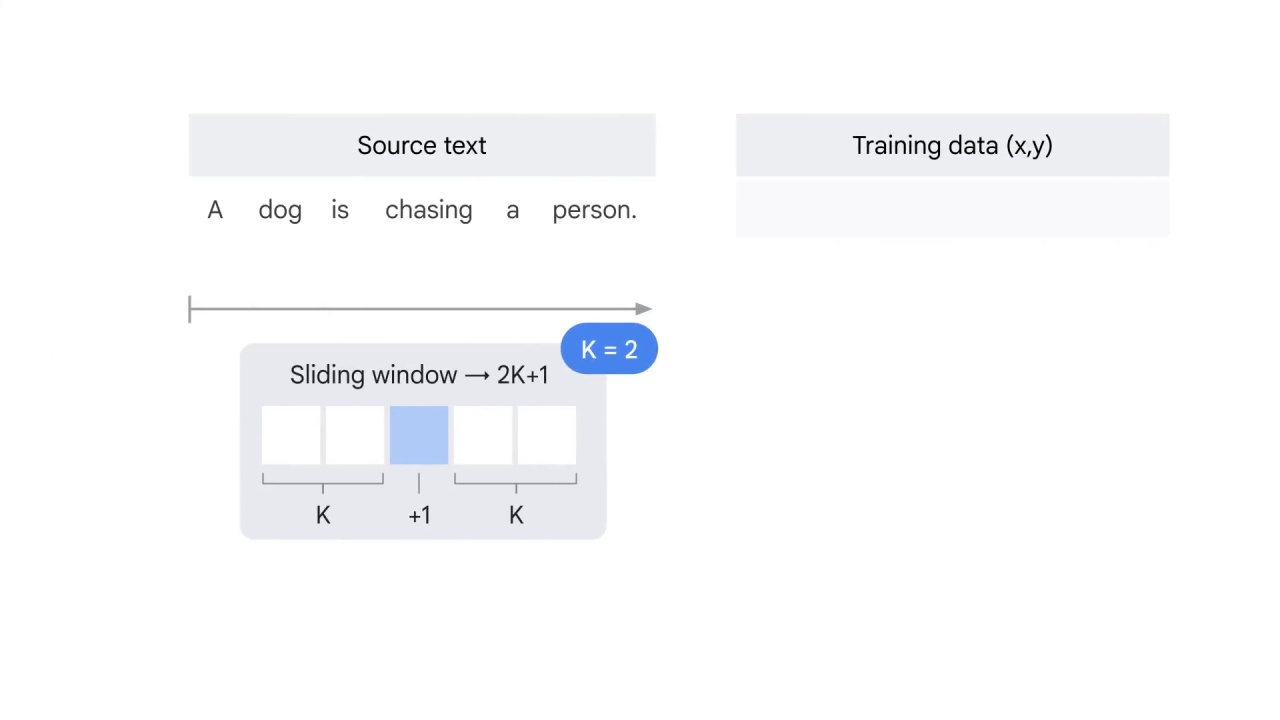 Source text
Training data (x,y)
A dog is chasing a person.
K = 2
Sliding window → 2K+1
K +1 K